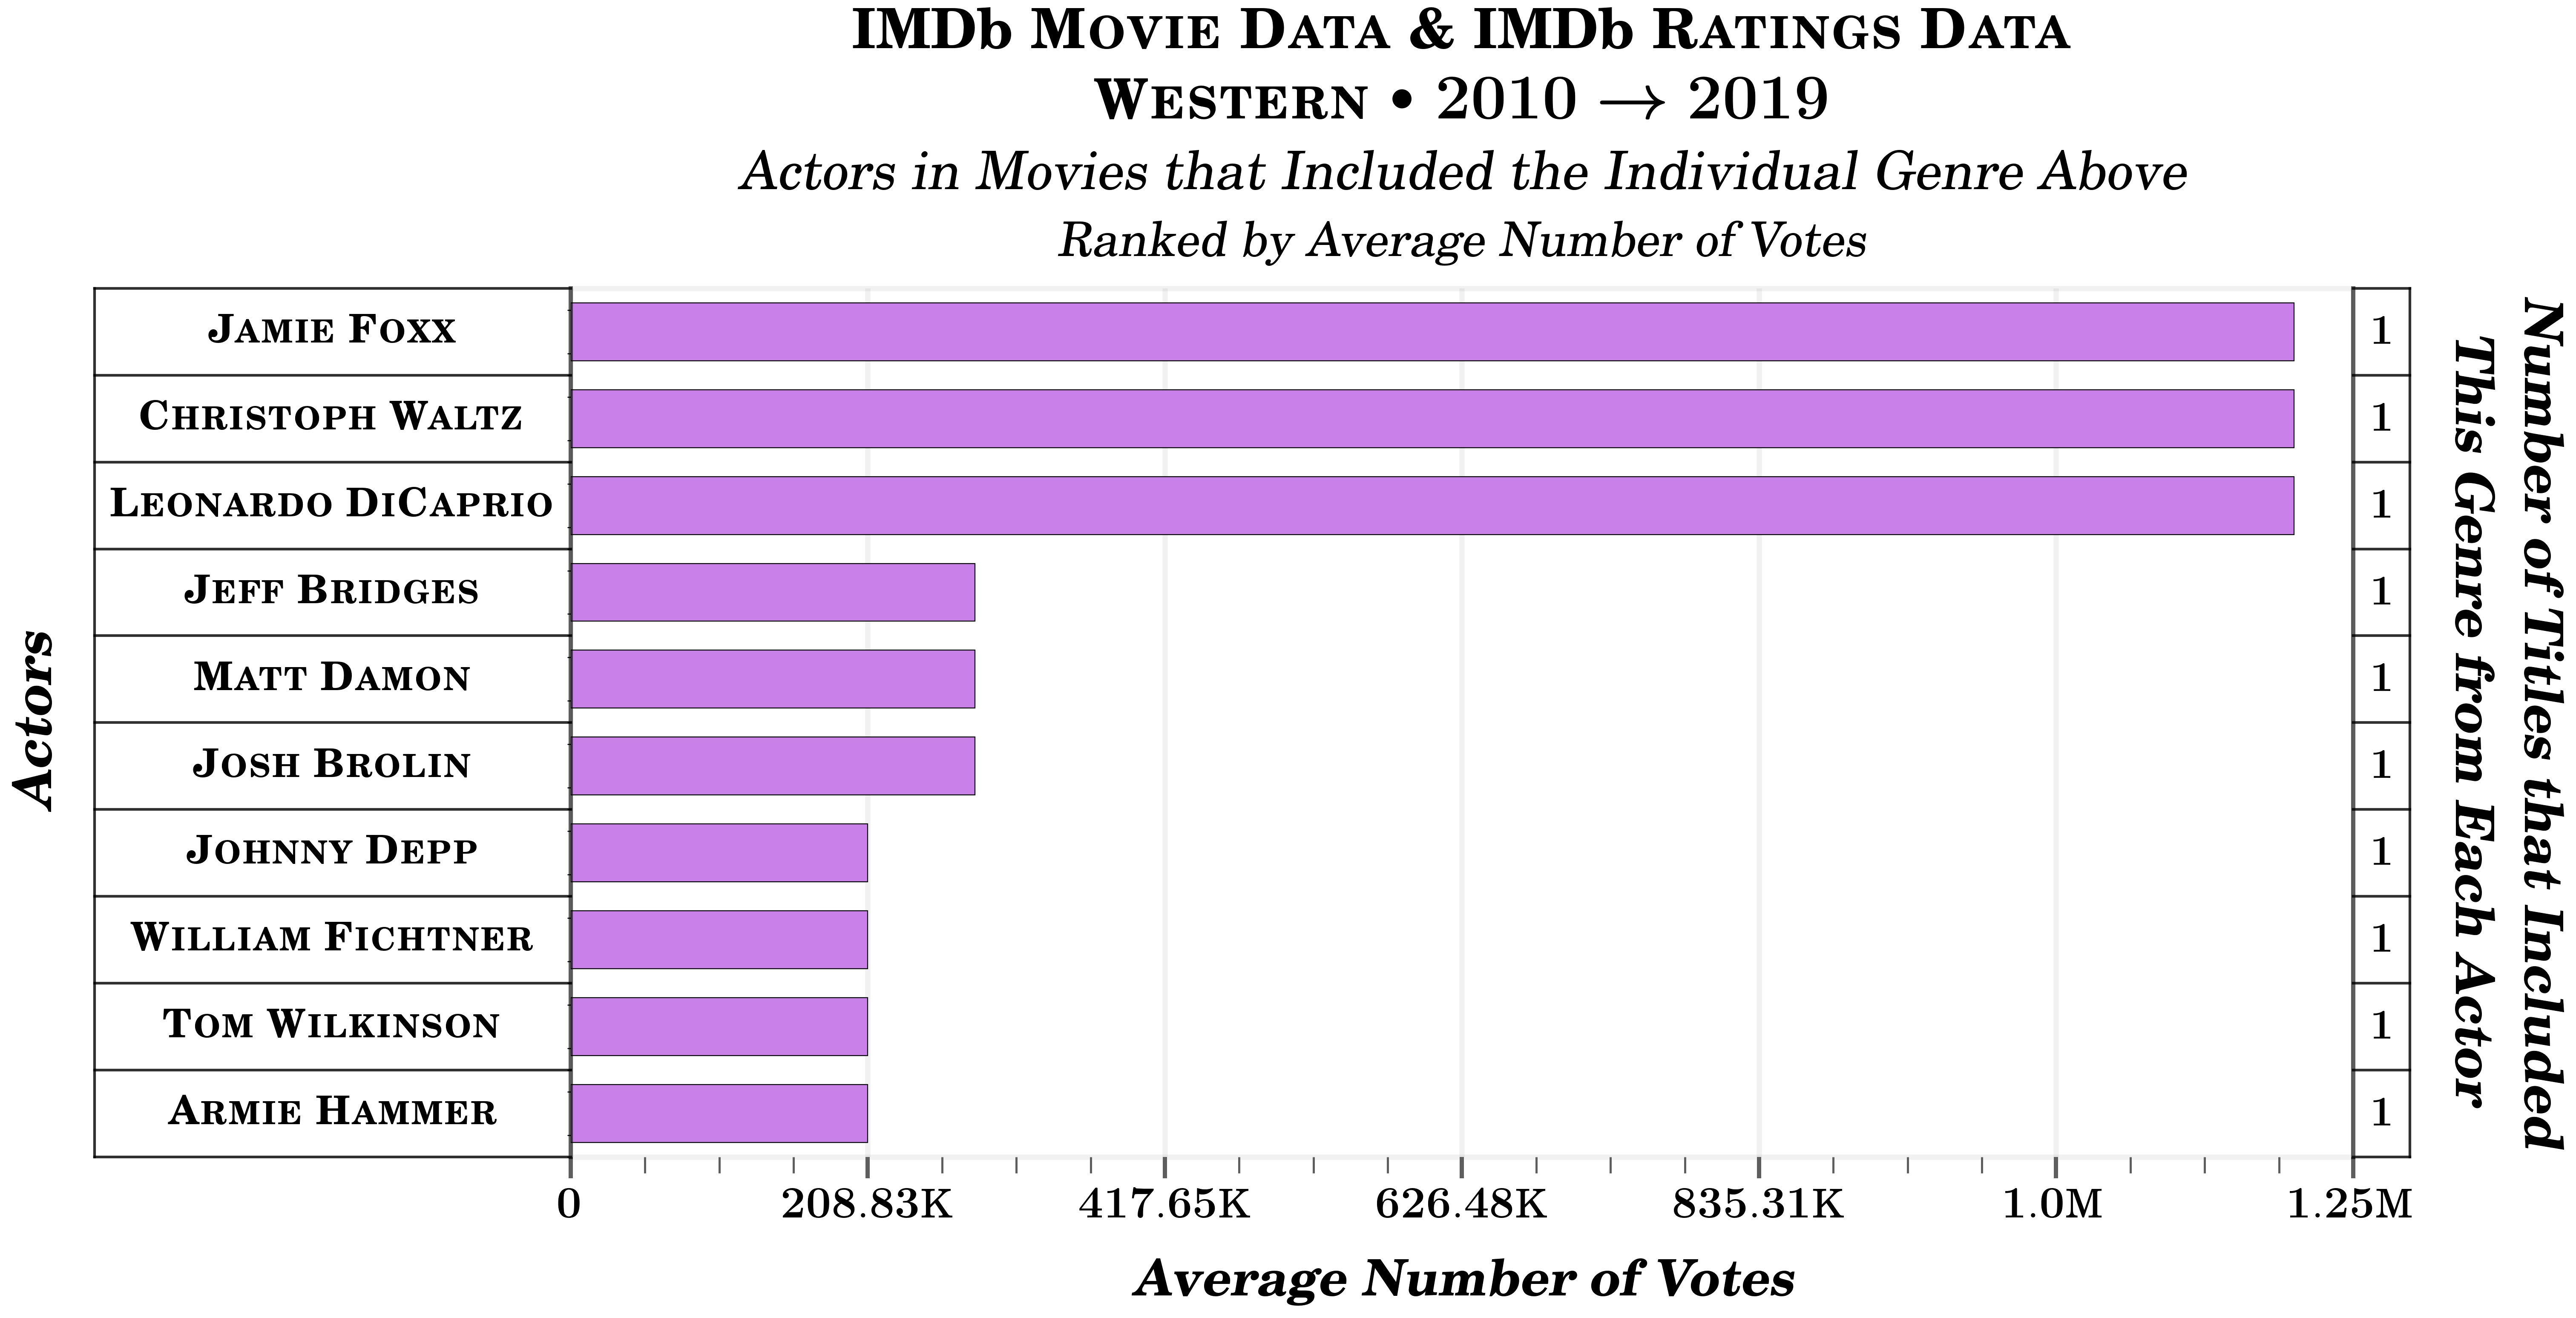 IMDb Movie Data & IMDb Ratings Data
Western • 2010 → 2019
Actors in Movies that Included the Individual Genre Above
Ranked by Average Number of Votes
Actors
Jamie Foxx 1
Christoph Waltz 1
Leonardo DiCaprio 1
Jeff Bridges 1
Matt Damon 1
Josh Brolin 1
Johnny Depp 1
William Fichtner 1
Tom Wilkinson 1
Armie Hammer 1
0 208.83K 417.65K 626.48K 835.31K 1.0M 1.25M
Average Number of Votes
Number of Titles that Included
This Genre from Each Actor